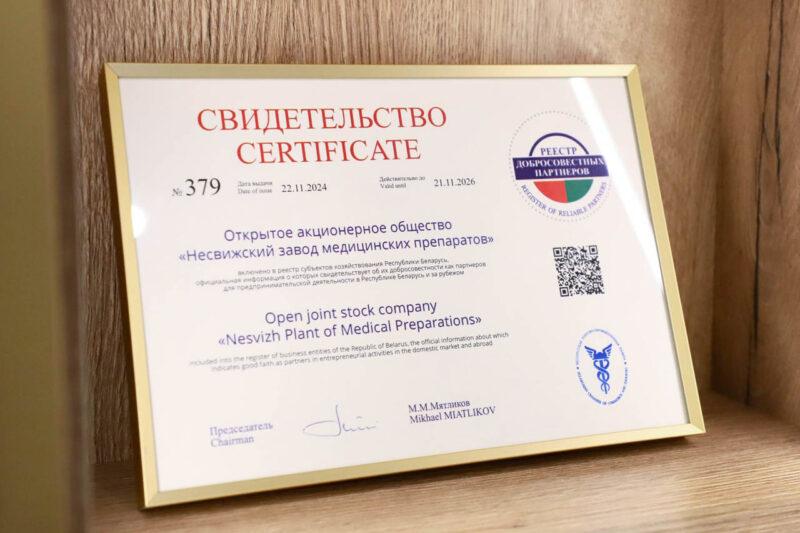 СВИДЕТЕЛЬСТВО
CERTIFICATE
№ 379
Дата выдачи
Date of issue
22.11.2024
Действительно до
Valid until
21.11.2026
РЕЕСТР
ДОБРОСОВЕСТНЫХ
ПАРТНЕРОВ
REGISTER OF RELIABLE PARTNERS
Открытое акционерное общество
«Несвижский завод медицинских препаратов»
включено в реестр субъектов хозяйствования Республики Беларусь,
официальная информация о которых свидетельствует об их добросовестности как партнеров
для предпринимательской деятельности в Республике Беларусь и за рубежом
Open joint stock company
«Nesvizh Plant of Medical Preparations»
included into the register of business entities of the Republic of Belarus, the official information about which
indicates good faith as partners in entrepreneurial activities in the domestic market and abroad
Председатель
Chairman
М.М.Мятликов
Mikhael MIATLIKOV